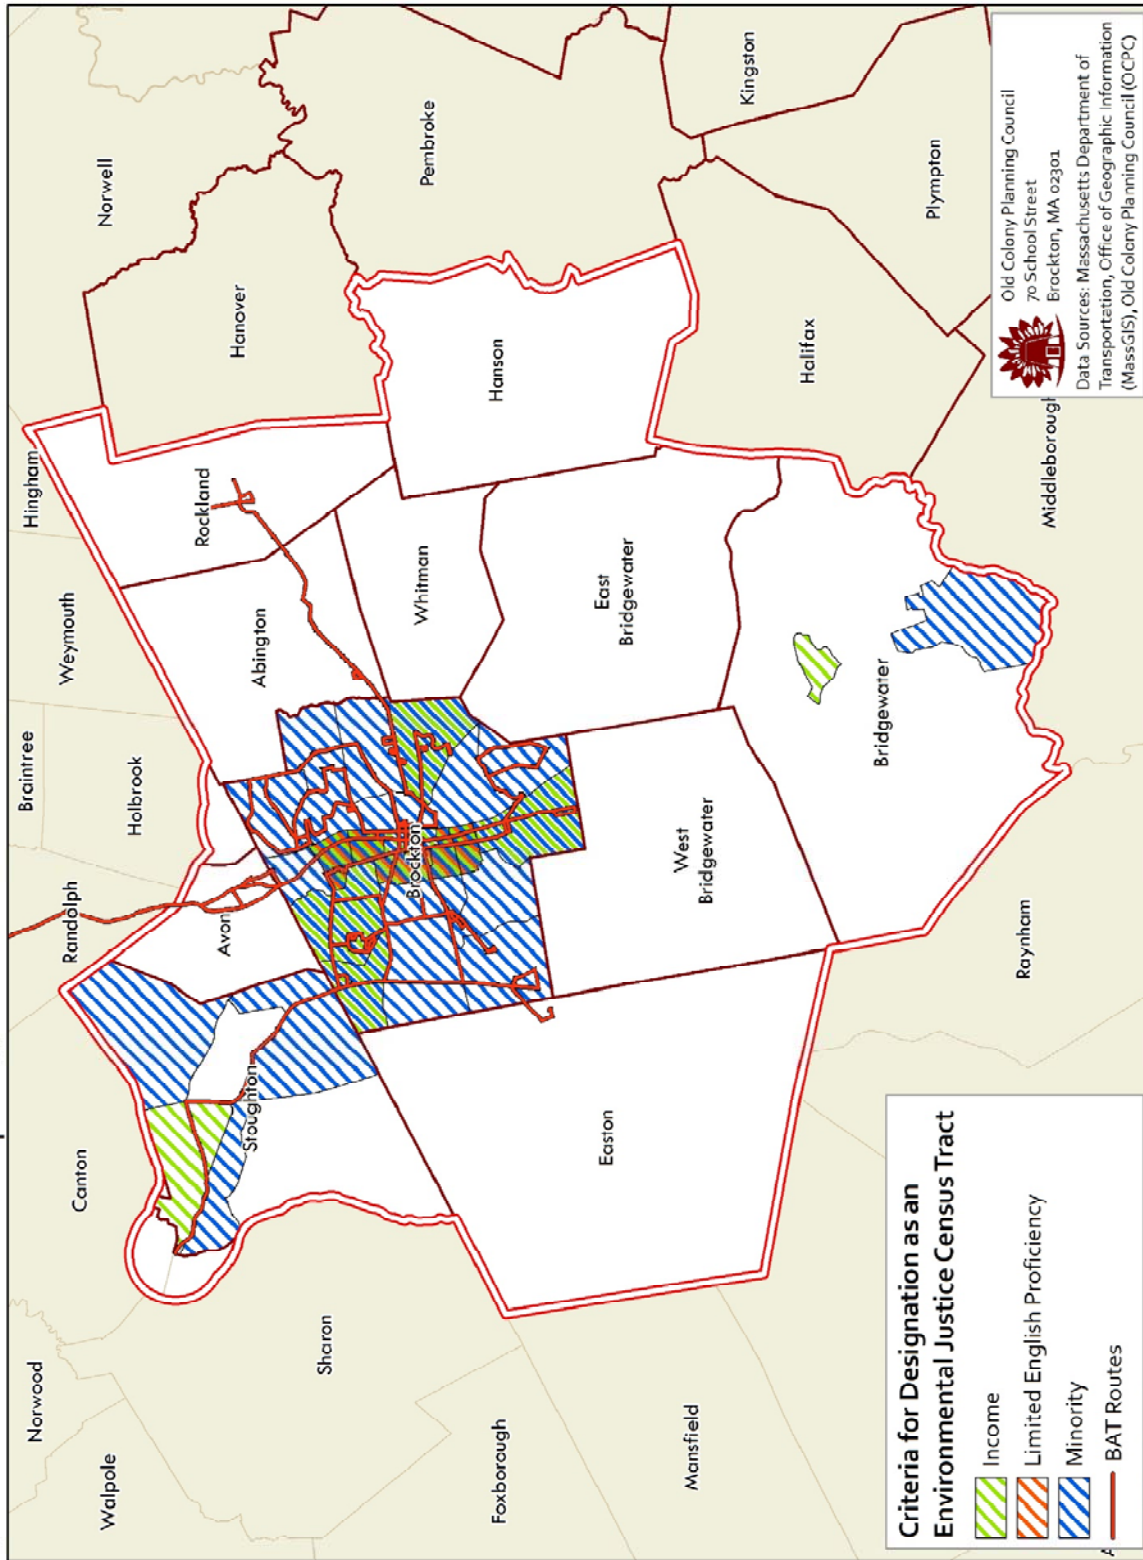 Norwood
Walpole
Canton
Randolph
Braintree
Holbrook
Weymouth
Hingham
Norwell
Rockland
Hanover
Pembroke
Abington
Avon
Stoughton
Sharon
Brockton
Whitman
Hanson
Kingston
Foxborough
Easton
East
Bridgewater
West
Bridgewater
Halifax
Plympton
Mansfield
Bridgewater
Raynham
Middleborough
Criteria for Designation as an
Environmental Justice Census Tract
Income
Limited English Proficiency
Minority
BAT Routes
Old Colony Planning Council
70 School Street
Brockton, MA 02301
Data Sources: Massachusetts Department of
Transportation, Office of Geographic Information
(MassGIS), Old Colony Planning Council (OCPC)